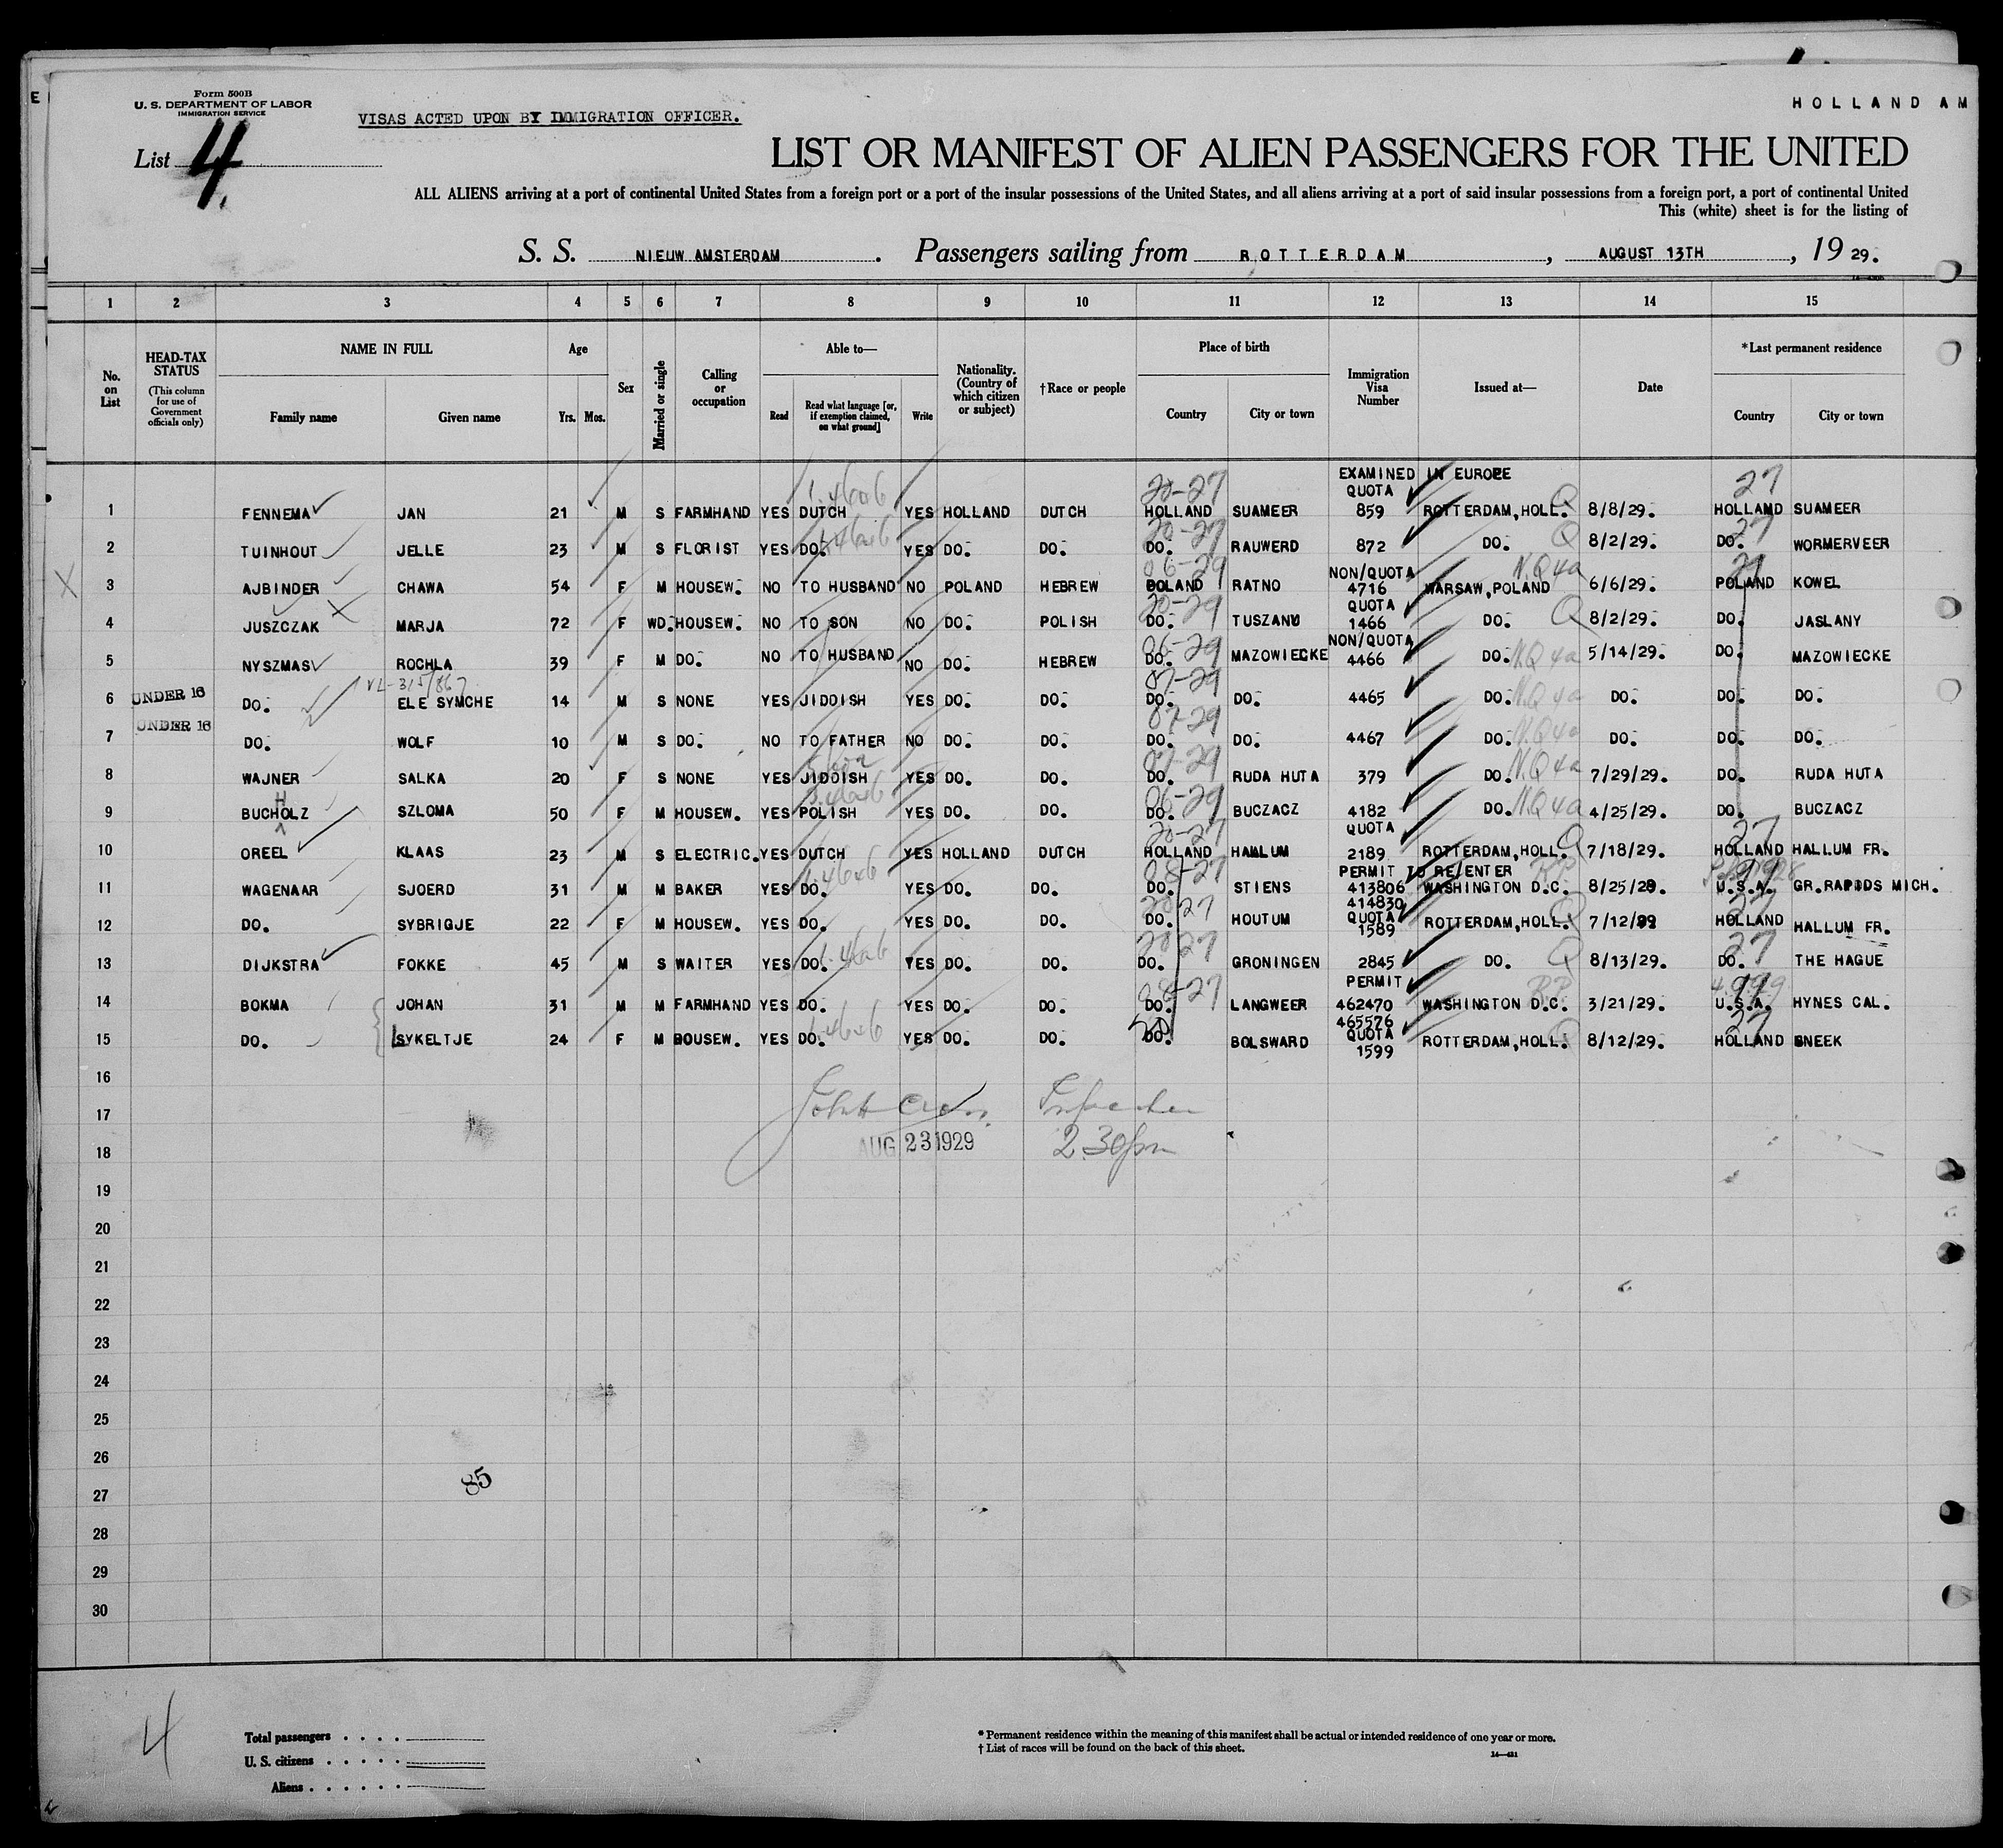 HOLLAND AM
Form 500B
U. S. DEPARTMENT OF LABOR
IMMIGRATION SERVICE
VISAS ACTED UPON BY IMMIGRATION OFFICER.
List 4.
LIST OR MANIFEST OF ALIEN PASSENGERS FOR THE UNITED
ALL ALIENS arriving at a port of continental United States from a foreign port or a port of the insular possessions of the United States, and all aliens arriving at a port of said insular possessions from a foreign port, a port of continental United
This (white) sheet is for the listing of
S. S. NIEUW AMSTERDAM. Passengers sailing from ROTTERDAM, AUGUST 13TH, 19 29.
1 2 3 4 5 6 7 8 9 10 11 12 13 14 15
No. on List
HEAD-TAX STATUS (This column for use of Government officials only)
NAME IN FULL Family name Given name
Age Yrs. Mos.
Sex
Married or single
Calling or occupation
Able to— Read Read what language [or, if exemption claimed, on what ground] Write
Nationality. (Country of which citizen or subject)
†Race or people
Place of birth Country City or town
Immigration Visa Number
Issued at—
Date
*Last permanent residence Country City or town
EXAMINED IN EUROPE
QUOTA
1 FENNEMA JAN 21 M S FARMHAND YES DUTCH YES HOLLAND DUTCH HOLLAND SUAMEER 859 ROTTERDAM,HOLL. 8/8/29. HOLLAND SUAMEER
2 TUINHOUT JELLE 23 M S FLORIST YES DO. YES DO. DO. DO. RAUWERD 872 DO. 8/2/29. DO. WORMERVEER
NON/QUOTA
3 AJBINDER CHAWA 54 F M HOUSEW. NO TO HUSBAND NO POLAND HEBREW POLAND RATNO 4716 WARSAW,POLAND 6/6/29. POLAND KOWEL
QUOTA
4 JUSZCZAK MARJA 72 F WD. HOUSEW. NO TO SON NO DO. POLISH DO. TUSZANU 1466 DO. 8/2/29. DO. JASLANY
NON/QUOTA
5 NYSZMAS ROCHLA 39 F M DO. NO TO HUSBAND NO DO. HEBREW DO. MAZOWIECKE 4466 DO. 5/14/29. DO. MAZOWIECKE
6 UNDER 16 DO. ELE SYMCHE 14 M S NONE YES JIDDISH YES DO. DO. DO. DO. 4465 DO. DO. DO. DO.
7 UNDER 16 DO. WOLF 10 M S DO. NO TO FATHER NO DO. DO. DO. DO. 4467 DO. DO. DO. DO.
8 WAJNER SALKA 20 F S NONE YES JIDDISH YES DO. DO. DO. RUDA HUTA 379 DO. 7/29/29. DO. RUDA HUTA
9 BUCHOLZ H SZLOMA 50 F M HOUSEW. YES POLISH YES DO. DO. DO. BUCZACZ 4182 DO. 4/25/29. DO. BUCZACZ
QUOTA
10 OREEL KLAAS 23 M S ELECTRIC. YES DUTCH YES HOLLAND DUTCH HOLLAND HALLUM 2189 ROTTERDAM,HOLL. 7/18/29. HOLLAND HALLUM FR.
PERMIT TO RE/ENTER
11 WAGENAAR SJOERD 31 M M BAKER YES DO. YES DO. DO. DO. STIENS 413806 WASHINGTON D.C. 8/25/28. U.S.A. GR.RAPIDS MICH.
414830
QUOTA
12 DO. SYBRIGJE 22 F M HOUSEW. YES DO. YES DO. DO. DO. HOUTUM 1589 ROTTERDAM,HOLL. 7/12/29 HOLLAND HALLUM FR.
13 DIJKSTRA FOKKE 45 M S WAITER YES DO. YES DO. DO. DO. GRONINGEN 2845 DO. 8/13/29. DO. THE HAGUE
PERMIT
14 BOKMA JOHAN 31 M M FARMHAND YES DO. YES DO. DO. DO. LANGWEER 462470 WASHINGTON D.C. 3/21/29. U.S.A. HYNES CAL.
465576
QUOTA
15 DO. SYKELTJE 24 F M HOUSEW. YES DO. YES DO. DO. DO. BOLSWARD 1599 ROTTERDAM,HOLL. 8/12/29. HOLLAND SNEEK
16
17 Inspector
18 AUG 23 1929 2 30 pm
19
20
21
22
23
24
25
26
85
27
28
29
30
4
Total passengers
U. S. citizens
Aliens
* Permanent residence within the meaning of this manifest shall be actual or intended residence of one year or more.
† List of races will be found on the back of this sheet.
14—421